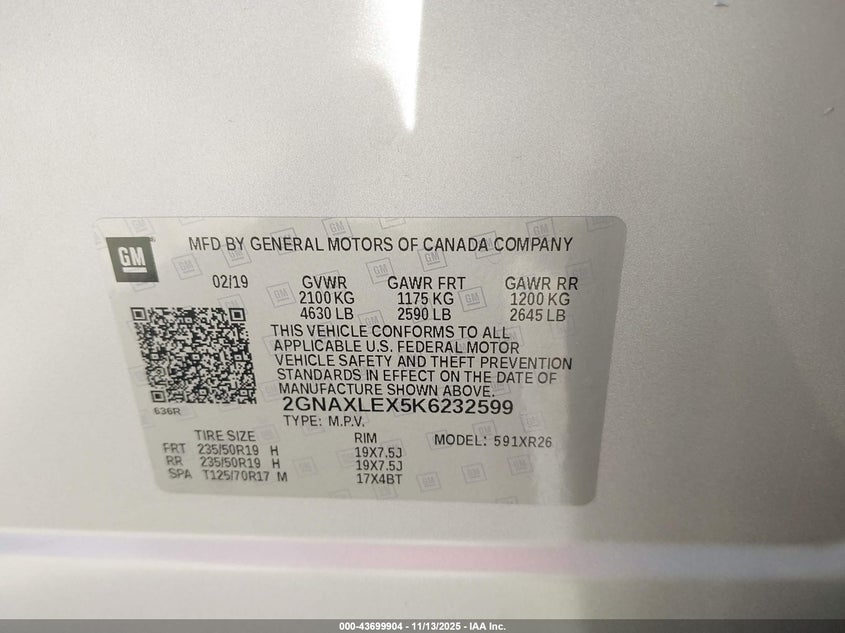 GM
MFD BY GENERAL MOTORS OF CANADA COMPANY
02/19 GVWR GAWR FRT GAWR RR
2100 KG 1175 KG 1200 KG
4630 LB 2590 LB 2645 LB
THIS VEHICLE CONFORMS TO ALL
APPLICABLE U.S. FEDERAL MOTOR
VEHICLE SAFETY AND THEFT PREVENTION
STANDARDS IN EFFECT ON THE DATE OF
MANUFACTURE SHOWN ABOVE.
636R
2GNAXLEX5K6232599
TYPE: M.P.V.
TIRE SIZE RIM MODEL: 591XR26
FRT 235/50R19 H 19X7.5J
RR 235/50R19 H 19X7.5J
SPA T125/70R17 M 17X4BT
000-43699904 - 11/13/2025 - IAA Inc.